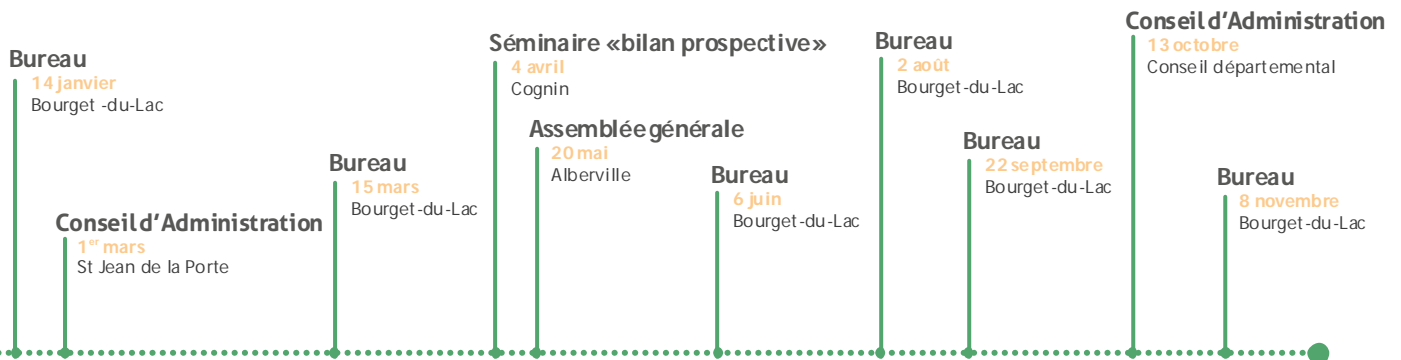 Bureau
14 janvier
Bourget-du-Lac
Conseil d'Administration
1er mars
St Jean de la Porte
Bureau
15 mars
Bourget-du-Lac
Séminaire «bilan prospective»
4 avril
Cognin
Assemblée générale
20 mai
Alberville
Bureau
6 juin
Bourget-du-Lac
Bureau
2 août
Bourget-du-Lac
Bureau
22 septembre
Bourget-du-Lac
Conseil d'Administration
13 octobre
Conseil départemental
Bureau
8 novembre
Bourget-du-Lac